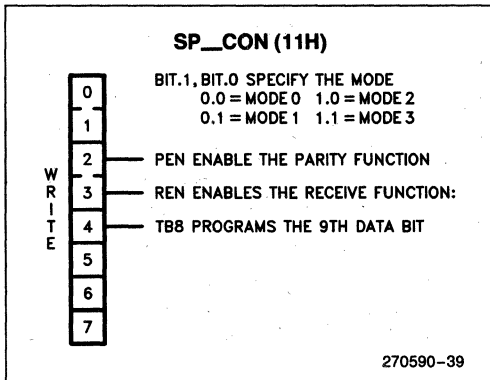 SP__CON (11H)
BIT.1, BIT.0 SPECIFY THE MODE
0.0 = MODE 0 1.0 = MODE 2
0.1 = MODE 1 1.1 = MODE 3
0
1
2 PEN ENABLE THE PARITY FUNCTION
3 REN ENABLES THE RECEIVE FUNCTION:
4 TB8 PROGRAMS THE 9TH DATA BIT
5
6
7
WRITE
270590-39